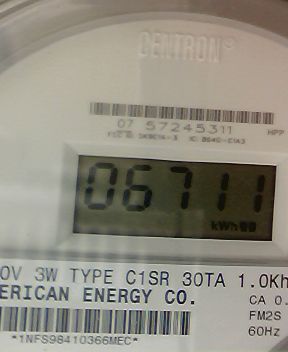 CENTRON®
07 57245311
HPP
06711
kWh
0V 3W TYPE C1SR 30TA 1.0Kh
ERICAN ENERGY CO.
CA 0.
FM2S
60Hz
*1NFS98410366MEC*